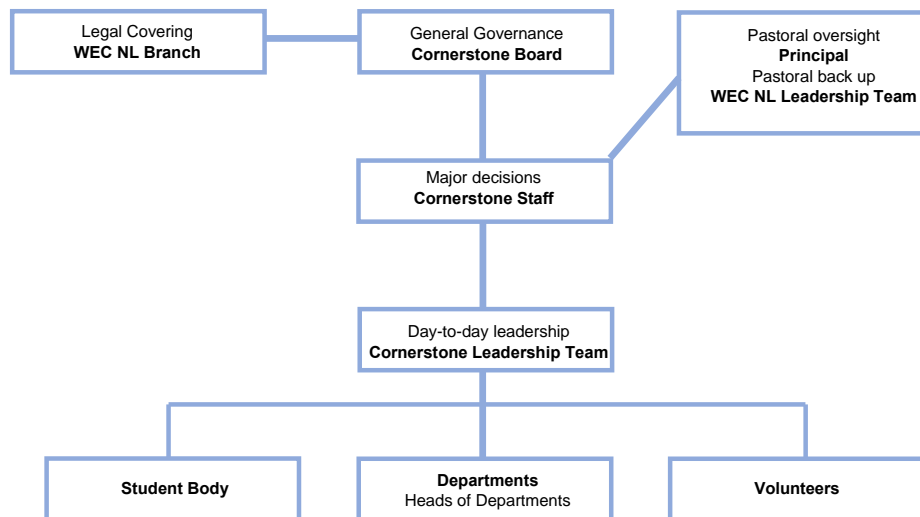 Legal Covering
WEC NL Branch
General Governance
Cornerstone Board
Pastoral oversight
Principal
Pastoral back up
WEC NL Leadership Team
Major decisions
Cornerstone Staff
Day-to-day leadership
Cornerstone Leadership Team
Student Body
Departments
Heads of Departments
Volunteers